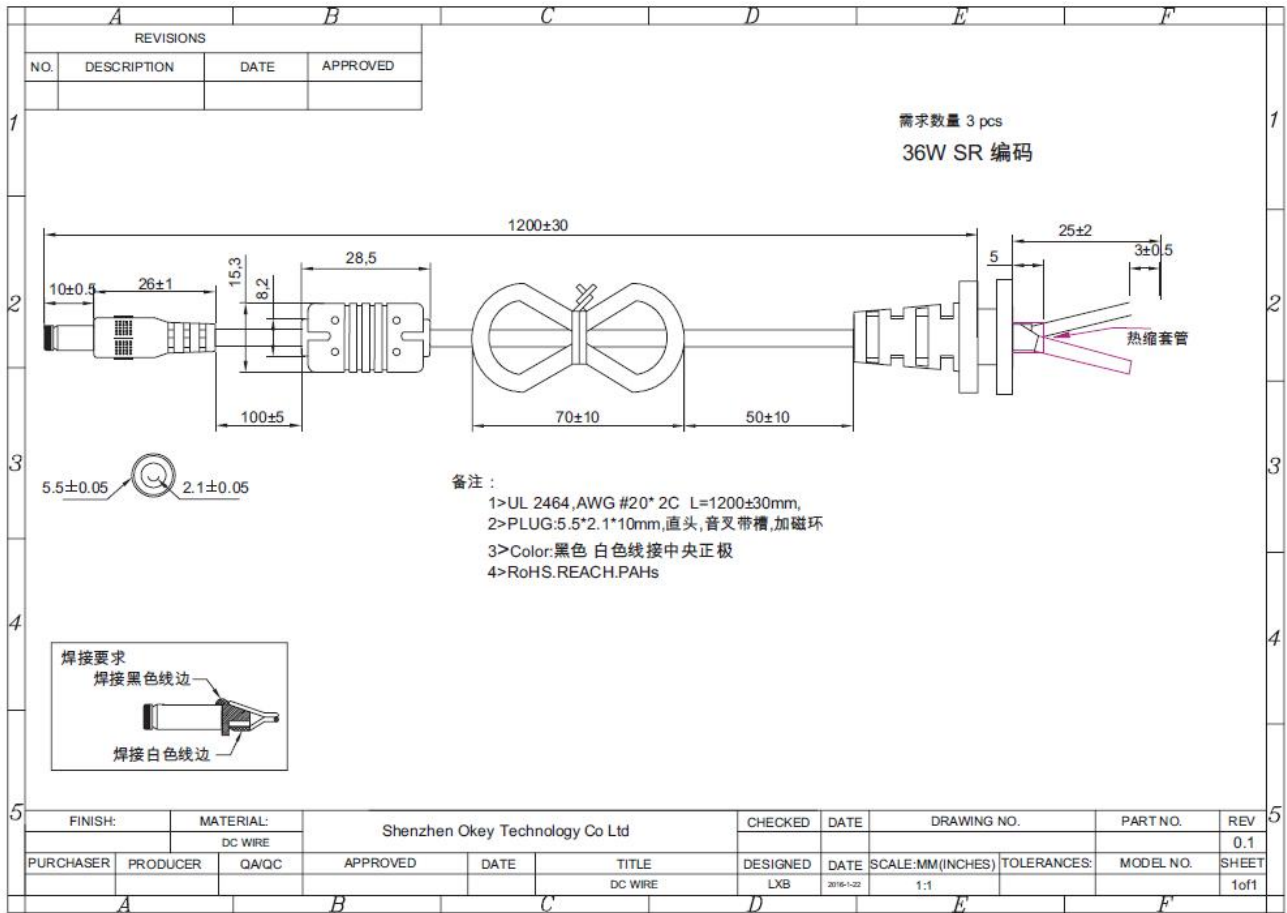 A B C D E F
REVISIONS
NO. DESCRIPTION DATE APPROVED
1 1
需求数量 3 pcs
36W SR 编码
1200±30
25±2
28,5
5
3±0.5
10±0.5
26±1
15,3
8,2
2 2
热缩套管
100±5
70±10
50±10
3 3
5.5±0.05
2.1±0.05
备注：
1>UL 2464,AWG #20* 2C L=1200±30mm,
2>PLUG:5.5*2.1*10mm,直头,音叉带槽,加磁环
3>Color:黑色 白色线接中央正极
4>RoHS.REACH.PAHs
4 4
焊接要求
焊接黑色线边
焊接白色线边
5 5
FINISH: MATERIAL: Shenzhen Okey Technology Co Ltd CHECKED DATE DRAWING NO. PART NO. REV
DC WIRE 0.1
PURCHASER PRODUCER QA/QC APPROVED DATE TITLE DESIGNED DATE SCALE:MM(INCHES) TOLERANCES: MODEL NO. SHEET
DC WIRE LXB 2016-1-22 1:1 1of1
A B C D E F